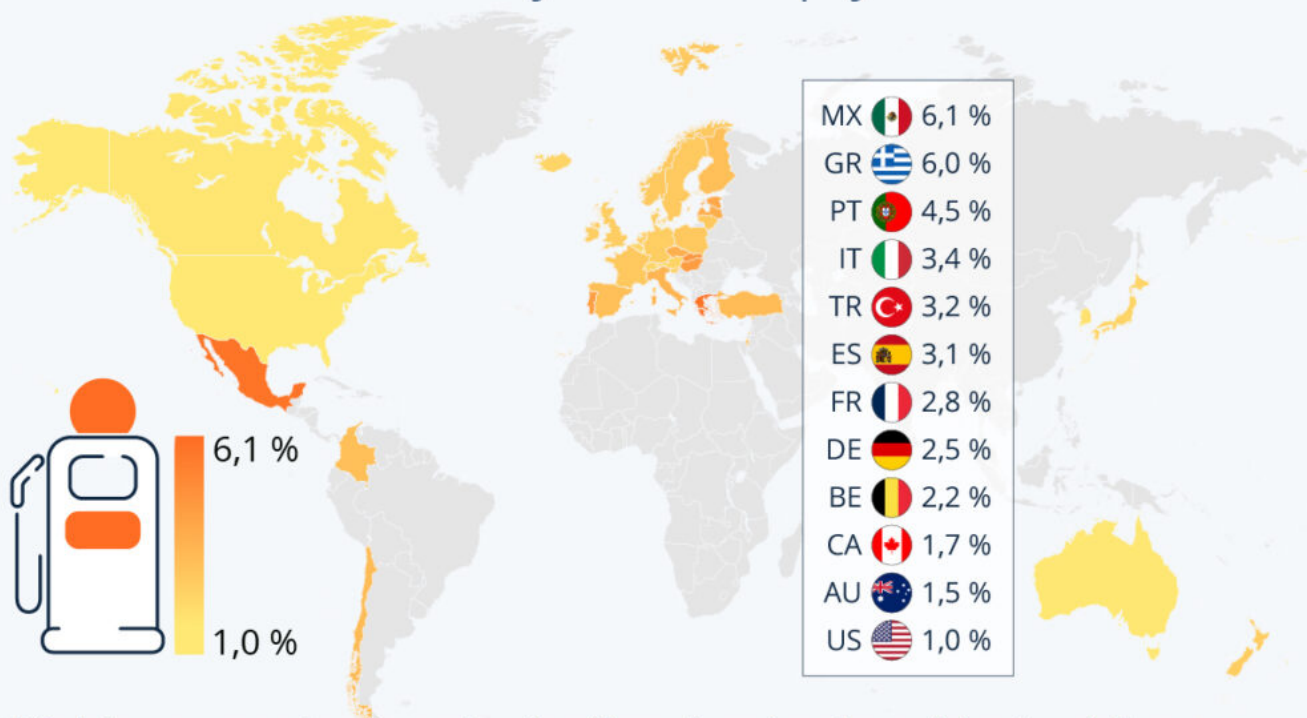 MX 6,1 %
GR 6,0 %
PT 4,5 %
IT 3,4 %
TR 3,2 %
ES 3,1 %
FR 2,8 %
DE 2,5 %
BE 2,2 %
CA 1,7 %
AU 1,5 %
US 1,0 %
6,1 %
1,0 %